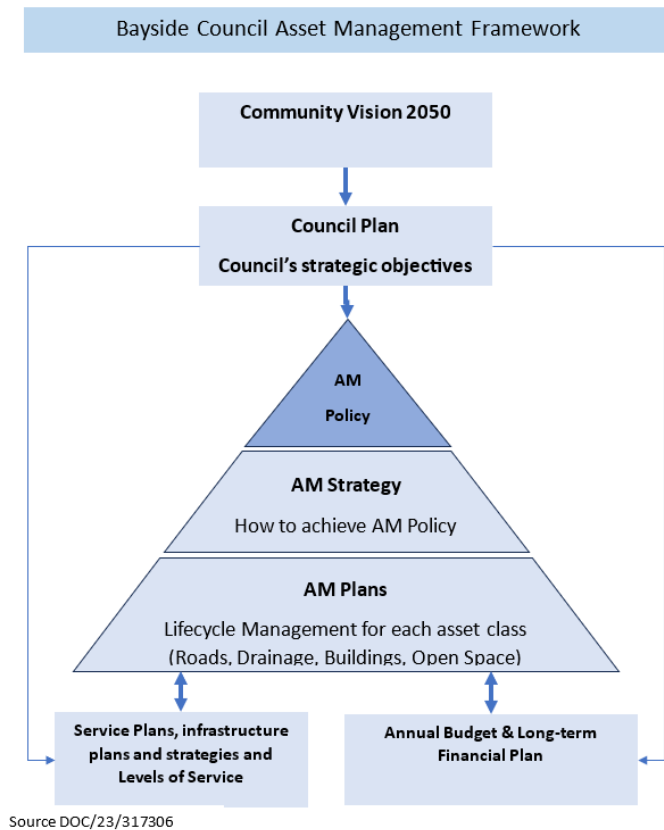 Bayside Council Asset Management Framework
Community Vision 2050
Council Plan
Council's strategic objectives
AM
Policy
AM Strategy
How to achieve AM Policy
AM Plans
Lifecycle Management for each asset class
(Roads, Drainage, Buildings, Open Space)
Service Plans, infrastructure
plans and strategies and
Levels of Service
Annual Budget & Long-term
Financial Plan
Source DOC/23/317306